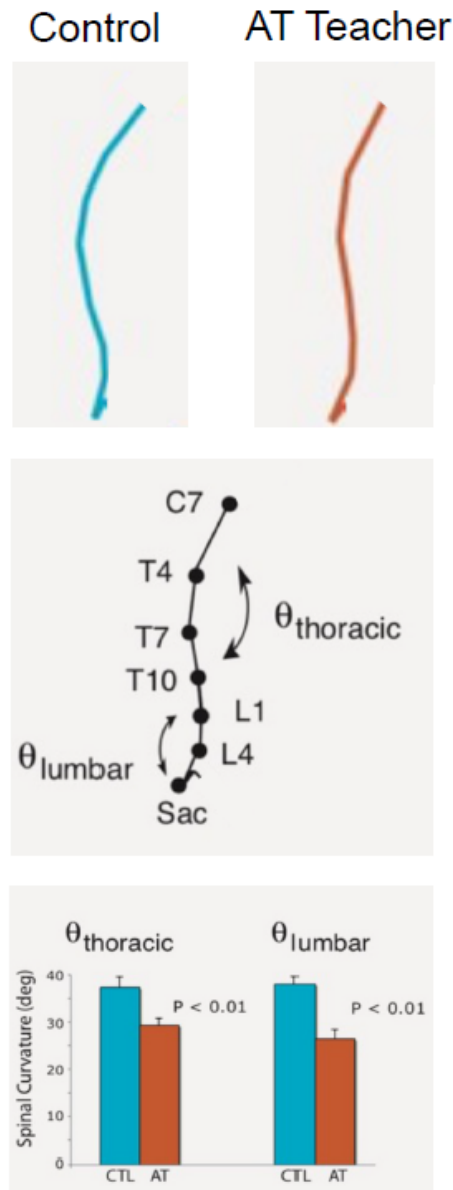 Control AT Teacher
C7
T4
θthoracic
T7
T10
L1
θlumbar
L4
Sac
θthoracic θlumbar
Spinal Curvature (deg)
40
30
20
10
0
P < 0.01
P < 0.01
CTL AT CTL AT